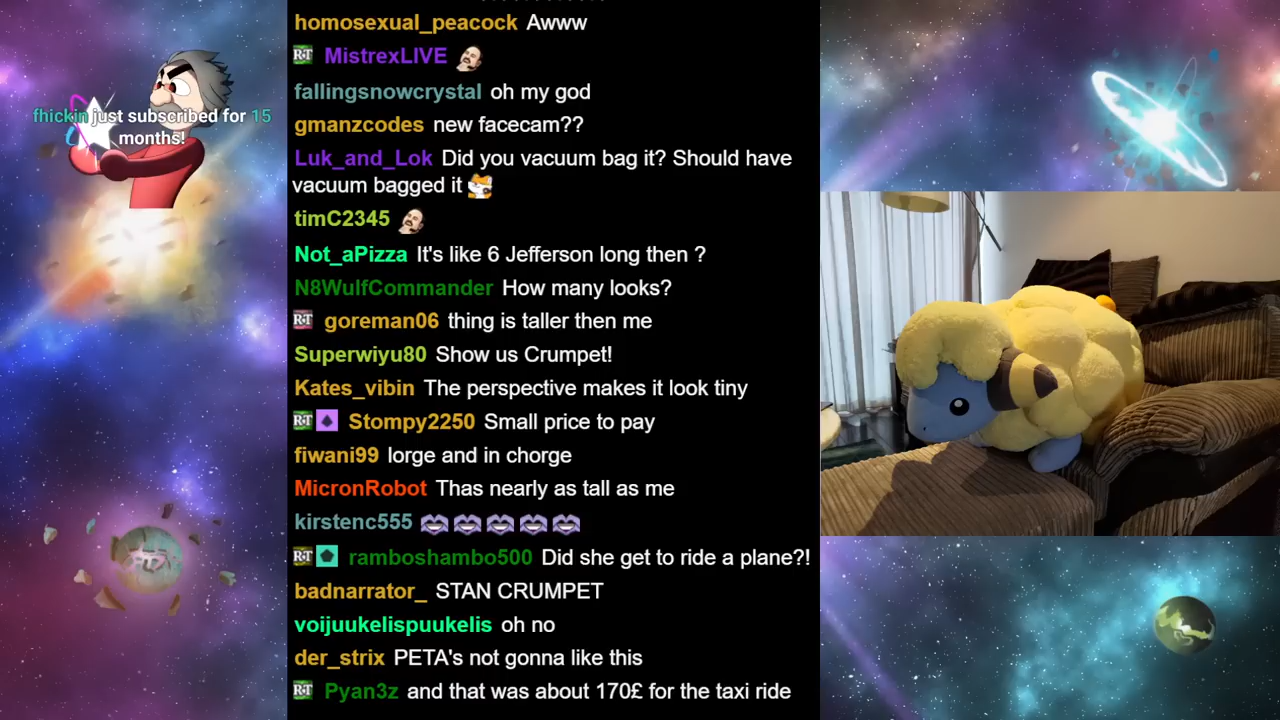 fhickin just subscribed for 15
months!
homosexual_peacock Awww
RT MistrexLIVE
fallingsnowcrystal oh my god
gmanzcodes new facecam??
Luk_and_Lok Did you vacuum bag it? Should have
vacuum bagged it
timC2345
Not_aPizza It's like 6 Jefferson long then ?
N8WulfCommander How many looks?
RT goreman06 thing is taller then me
Superwiyu80 Show us Crumpet!
Kates_vibin The perspective makes it look tiny
RT Stompy2250 Small price to pay
fiwani99 lorge and in chorge
MicronRobot Thas nearly as tall as me
kirstenc555
RT ramboshambo500 Did she get to ride a plane?!
badnarrator_ STAN CRUMPET
voijuukelispuukelis oh no
der_strix PETA's not gonna like this
RT Pyan3z and that was about 170£ for the taxi ride